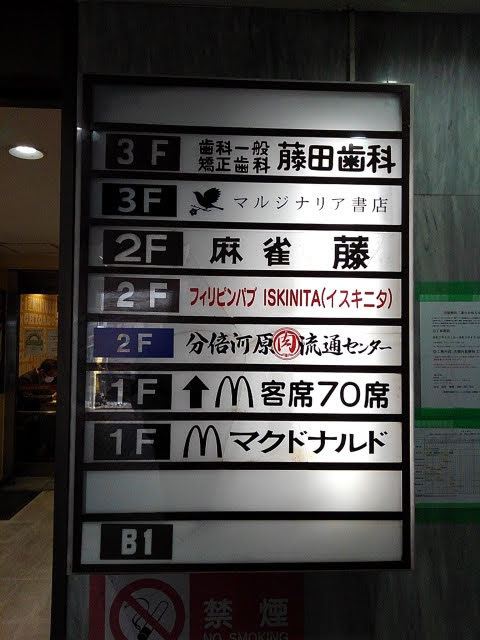 3F 歯科一般 矯正歯科 藤田歯科
3F マルジナリア書店
2F 麻雀 藤
2F フィリピンパブ ISKINITA(イスキニタ)
2F 分倍河原肉流通センター
1F ↑ M 客席70席
1F M マクドナルド
B1
禁煙
NO SMOKING